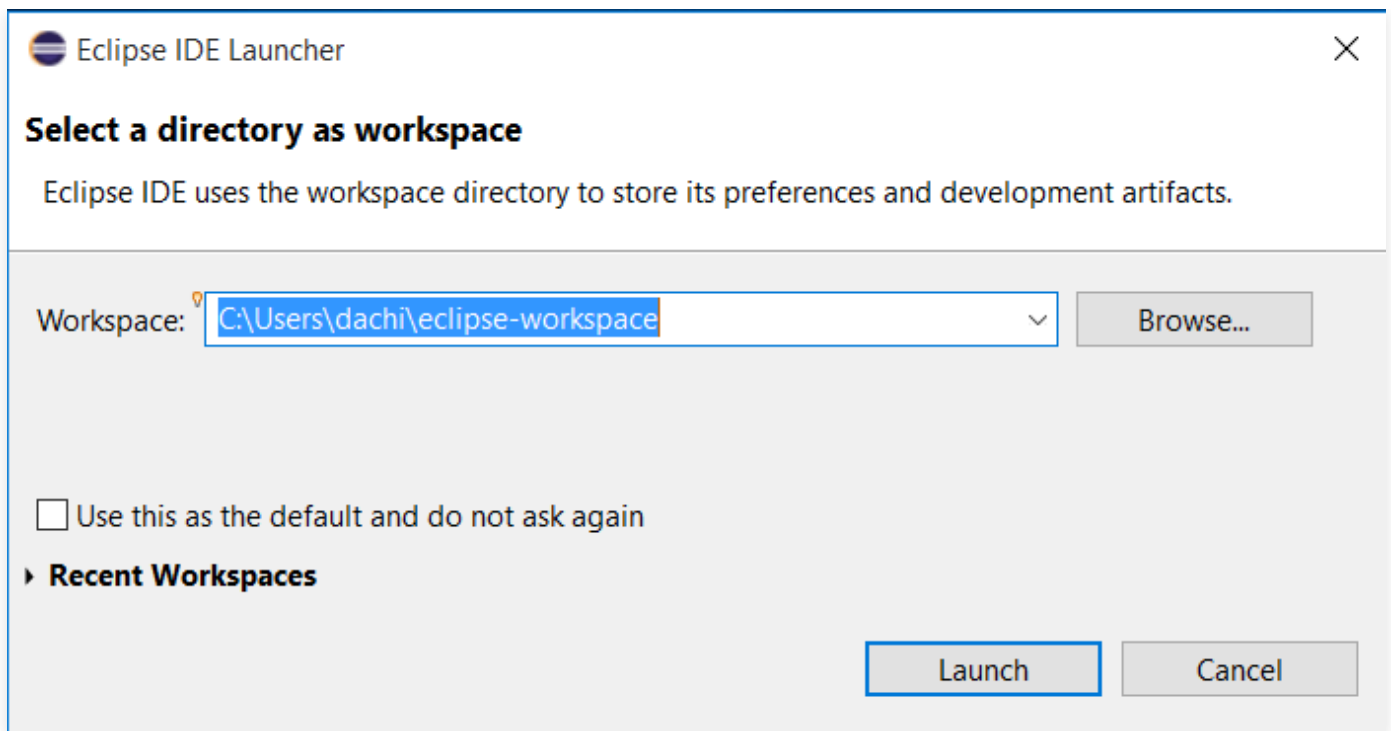 Eclipse IDE Launcher
Select a directory as workspace
Eclipse IDE uses the workspace directory to store its preferences and development artifacts.
Workspace: C:\Users\dachi\eclipse-workspace Browse...
Use this as the default and do not ask again
Recent Workspaces
Launch Cancel